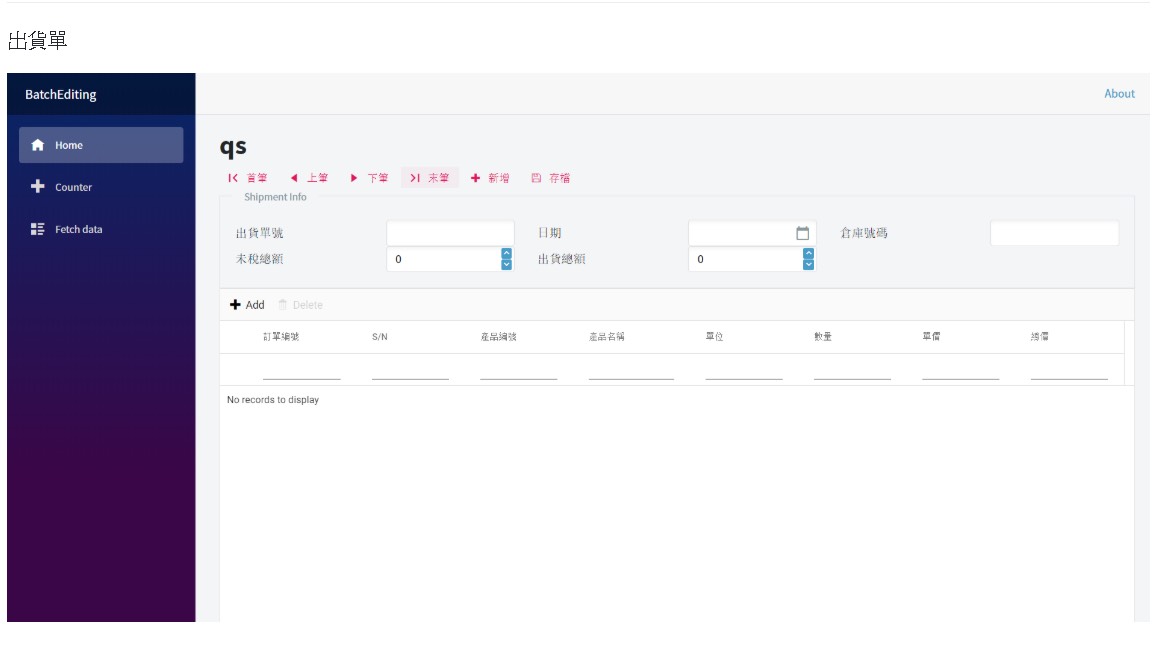 出貨單
BatchEditing
About
Home
Counter
Fetch data
qs
首筆 上筆 下筆 末筆 新增 存檔
Shipment Info
出貨單號 日期 倉庫號碼
未稅總額 0 出貨總額 0
Add Delete
訂單編號 S/N 產品編號 產品名稱 單位 數量 單價 總價
No records to display